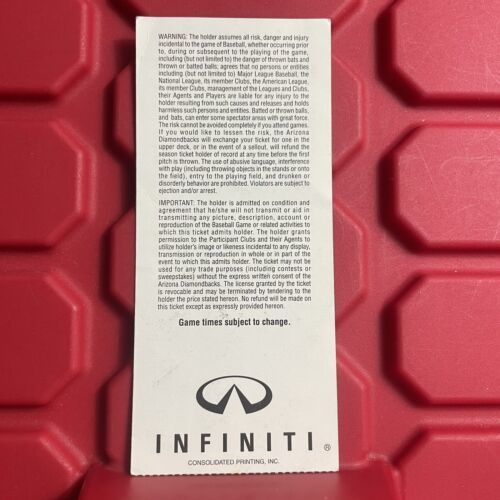 WARNING: The holder assumes all risk, danger and injury
incidental to the game of Baseball, whether occurring prior
to, during or subsequent to the playing of the game,
including (but not limited to) the danger of thrown bats and
thrown or batted balls; agrees that no persons or entities
including (but not limited to) Major League Baseball, the
National League, its member Clubs, the American League,
its member Clubs, management of the Leagues and Clubs,
their Agents and Players are liable for any injury to the
holder resulting from such causes and releases and holds
harmless such persons and entities. Batted or thrown balls,
and bats, can enter some spectator areas with great force.
The risk cannot be avoided completely if you attend games.
If you would like to lessen the risk, the Arizona
Diamondbacks will exchange your ticket for one in the
upper deck, or in the event of a sellout, will refund the
season ticket holder of record at any time before the first
pitch is thrown. The use of abusive language, interference
with play (including throwing objects in the stands or onto
the field), entry to the playing field, and drunken or
disorderly behavior are prohibited. Violators are subject to
ejection and/or arrest.
IMPORTANT: The holder is admitted on condition and
agreement that he/she will not transmit or aid in
transmitting any picture, description, account or
reproduction of the Baseball Game or related activities to
which this ticket admits holder. The holder grants
permission to the Participant Clubs and their Agents to
utilize holder's image or likeness incidental to any display,
transmission or reproduction in whole or in part of the
event to which this admits holder. The ticket may not be
used for any trade purposes (including contests or
sweepstakes) without the express written consent of the
Arizona Diamondbacks. The license granted by the ticket
is revocable and may be terminated by tendering to the
holder the price stated hereon. No refund will be made on
this ticket except as expressly provided hereon.
Game times subject to change.
INFINITI ®
CONSOLIDATED PRINTING, INC.